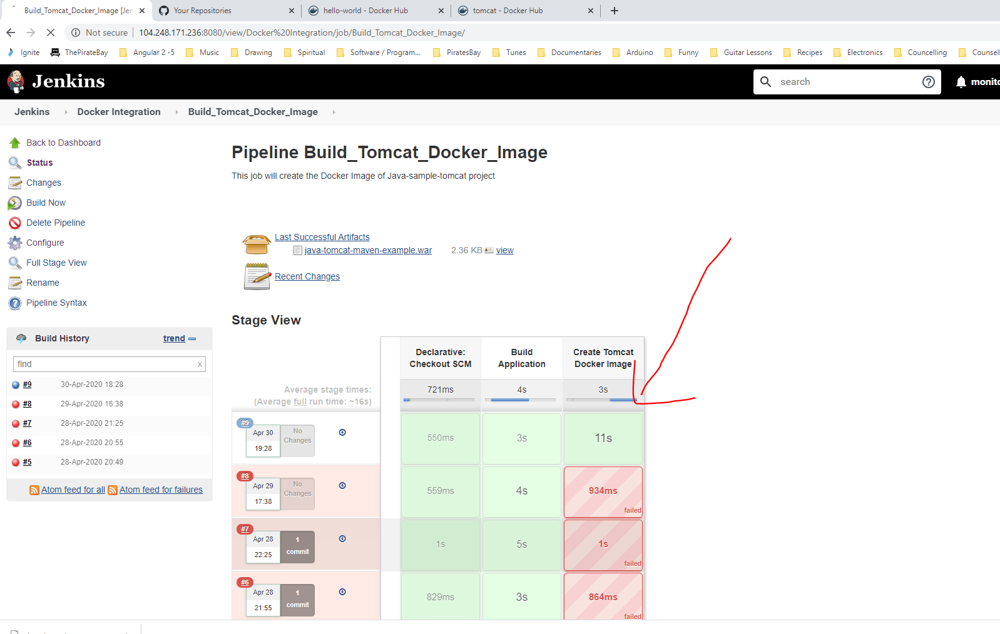 Build_Tomcat_Docker_Image [Jen
Your Repositories
hello-world - Docker Hub
tomcat - Docker Hub
Not secure
104.248.171.236:8080/view/Docker%20Integration/job/Build_Tomcat_Docker_Image/
Ignite
ThePirateBay
Angular 2 -5
Music
Drawing
Spiritual
Software / Program...
PiratesBay
Tunes
Documentaries
Arduino
Funny
Guitar Lessons
Recipes
Electronics
Councelling
Counsell
Jenkins
search
monito
Jenkins
Docker Integration
Build_Tomcat_Docker_Image
Back to Dashboard
Status
Changes
Build Now
Delete Pipeline
Configure
Full Stage View
Rename
Pipeline Syntax
Build History
trend
find
x
#9 30-Apr-2020 18:28
#8 29-Apr-2020 16:38
#7 28-Apr-2020 21:25
#6 28-Apr-2020 20:55
#5 28-Apr-2020 20:49
Atom feed for all Atom feed for failures
Pipeline Build_Tomcat_Docker_Image
This job will create the Docker Image of Java-sample-tomcat project
Last Successful Artifacts
java-tomcat-maven-example.war 2.36 KB view
Recent Changes
Stage View
Declarative:
Checkout SCM
Build
Application
Create Tomcat
Docker Image
Average stage times:
(Average full run time: ~16s)
721ms
4s
3s
#9
Apr 30
19:28
No
Changes
550ms
3s
11s
#8
Apr 29
17:38
No
Changes
559ms
4s
934ms
failed
#7
Apr 28
22:25
1
commit
1s
5s
1s
failed
#6
Apr 28
21:55
1
commit
829ms
3s
864ms
failed